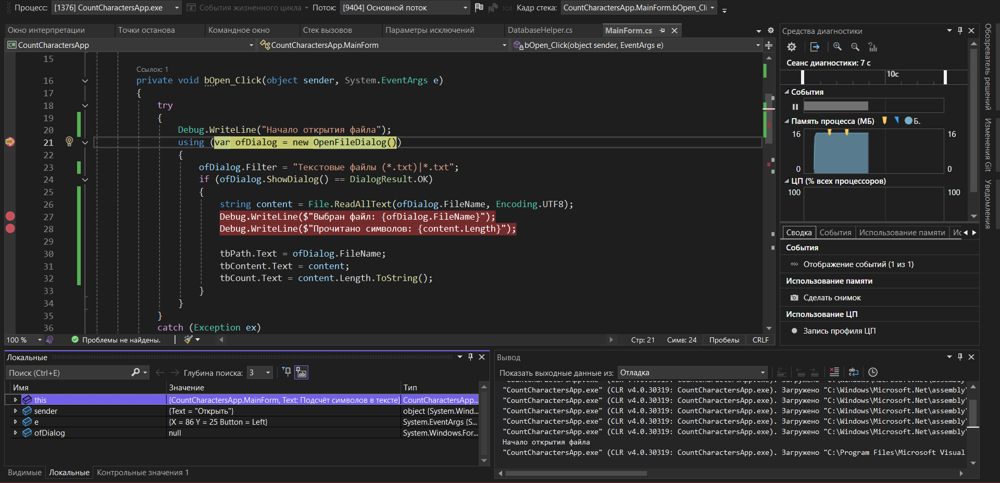 Процесс: [1376] CountCharactersApp.exe События жизненного цикла Поток: [9404] Основной поток Кадр стека: CountCharactersApp.MainForm.bOpen_Cli
Окно интерпретации Точки останова Командное окно Стек вызовов Параметры исключений DatabaseHelper.cs MainForm.cs
C# CountCharactersApp CountCharactersApp.MainForm bOpen_Click(object sender, EventArgs e)
15
Ссылок: 1
16 private void bOpen_Click(object sender, System.EventArgs e)
17 {
18 try
19 {
20 Debug.WriteLine("Начало открытия файла");
21 using (var ofDialog = new OpenFileDialog())
22 {
23 ofDialog.Filter = "Текстовые файлы (*.txt)|*.txt";
24 if (ofDialog.ShowDialog() == DialogResult.OK)
25 {
26 string content = File.ReadAllText(ofDialog.FileName, Encoding.UTF8);
27 Debug.WriteLine($"Выбран файл: {ofDialog.FileName}");
28 Debug.WriteLine($"Прочитано символов: {content.Length}");
29
30 tbPath.Text = ofDialog.FileName;
31 tbContent.Text = content;
32 tbCount.Text = content.Length.ToString();
33 }
34 }
35 }
36 catch (Exception ex)
100 % Проблемы не найдены. Стр: 21 Симв: 24 Пробелы CRLF
Средства диагностики
Сеанс диагностики: 7 с
10с
События
Память процесса (МБ) Б..
16 16
0 0
ЦП (% всех процессоров)
100 100
Сводка События Использование памяти Ис
События
Отображение событий (1 из 1)
Использование памяти
Сделать снимок
Использование ЦП
Запись профиля ЦП
Обозреватель решений
Изменения Git
Уведомления
Локальные
Поиск (Ctrl+E) Глубина поиска: 3
Имя Значение Тип
this {CountCharactersApp.MainForm, Text: Подсчёт символов в тексте} CountCharactersApp...
sender {Text = "Открыть"} object {System.Wind...
e {X = 86 Y = 25 Button = Left} System.EventArgs {S...
ofDialog null System.Windows.For...
Видимые Локальные Контрольные значения 1
Вывод
Показать выходные данные из: Отладка
"CountCharactersApp.exe" (CLR v4.0.30319: CountCharactersApp.exe). Загружено "C:\Windows\Microsoft.Net\assembly\
"CountCharactersApp.exe" (CLR v4.0.30319: CountCharactersApp.exe). Загружено "C:\Windows\Microsoft.Net\assembly\
"CountCharactersApp.exe" (CLR v4.0.30319: CountCharactersApp.exe). Загружено "C:\Windows\Microsoft.Net\assembly\
"CountCharactersApp.exe" (CLR v4.0.30319: CountCharactersApp.exe). Загружено "C:\Windows\Microsoft.Net\assembly\
"CountCharactersApp.exe" (CLR v4.0.30319: CountCharactersApp.exe). Загружено "C:\Windows\Microsoft.Net\assembly\
"CountCharactersApp.exe" (CLR v4.0.30319: CountCharactersApp.exe). Загружено "C:\Windows\Microsoft.Net\assembly\
Начало открытия файла
"CountCharactersApp.exe" (CLR v4.0.30319: CountCharactersApp.exe). Загружено "C:\Program Files\Microsoft Visual